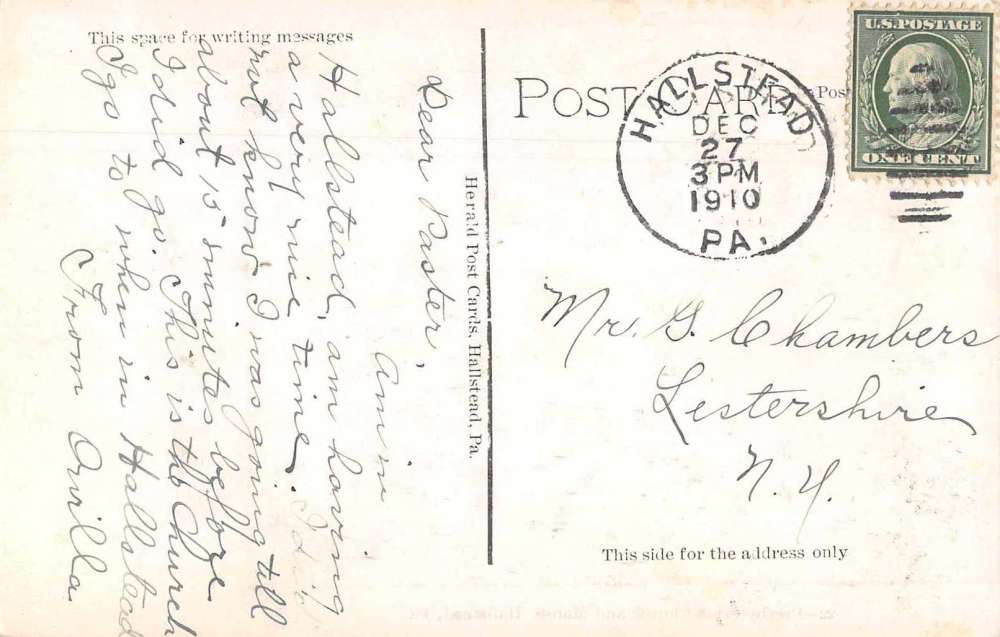 This space for writing messages
Dear Paster,
Am in
Hallstead, am having
a very nice time. I did
not know I was going till
about 15 minutes before
I did go. This is the church
I go to when in Hallstead
From Orilla
Herald Post Cards, Hallstead, Pa.
POST CARD
HALLSTEAD
DEC
27
3 PM
1910
PA.
U.S. POSTAGE
ONE CENT
Mr. G. Chambers
Lestershire
N.Y.
This side for the address only